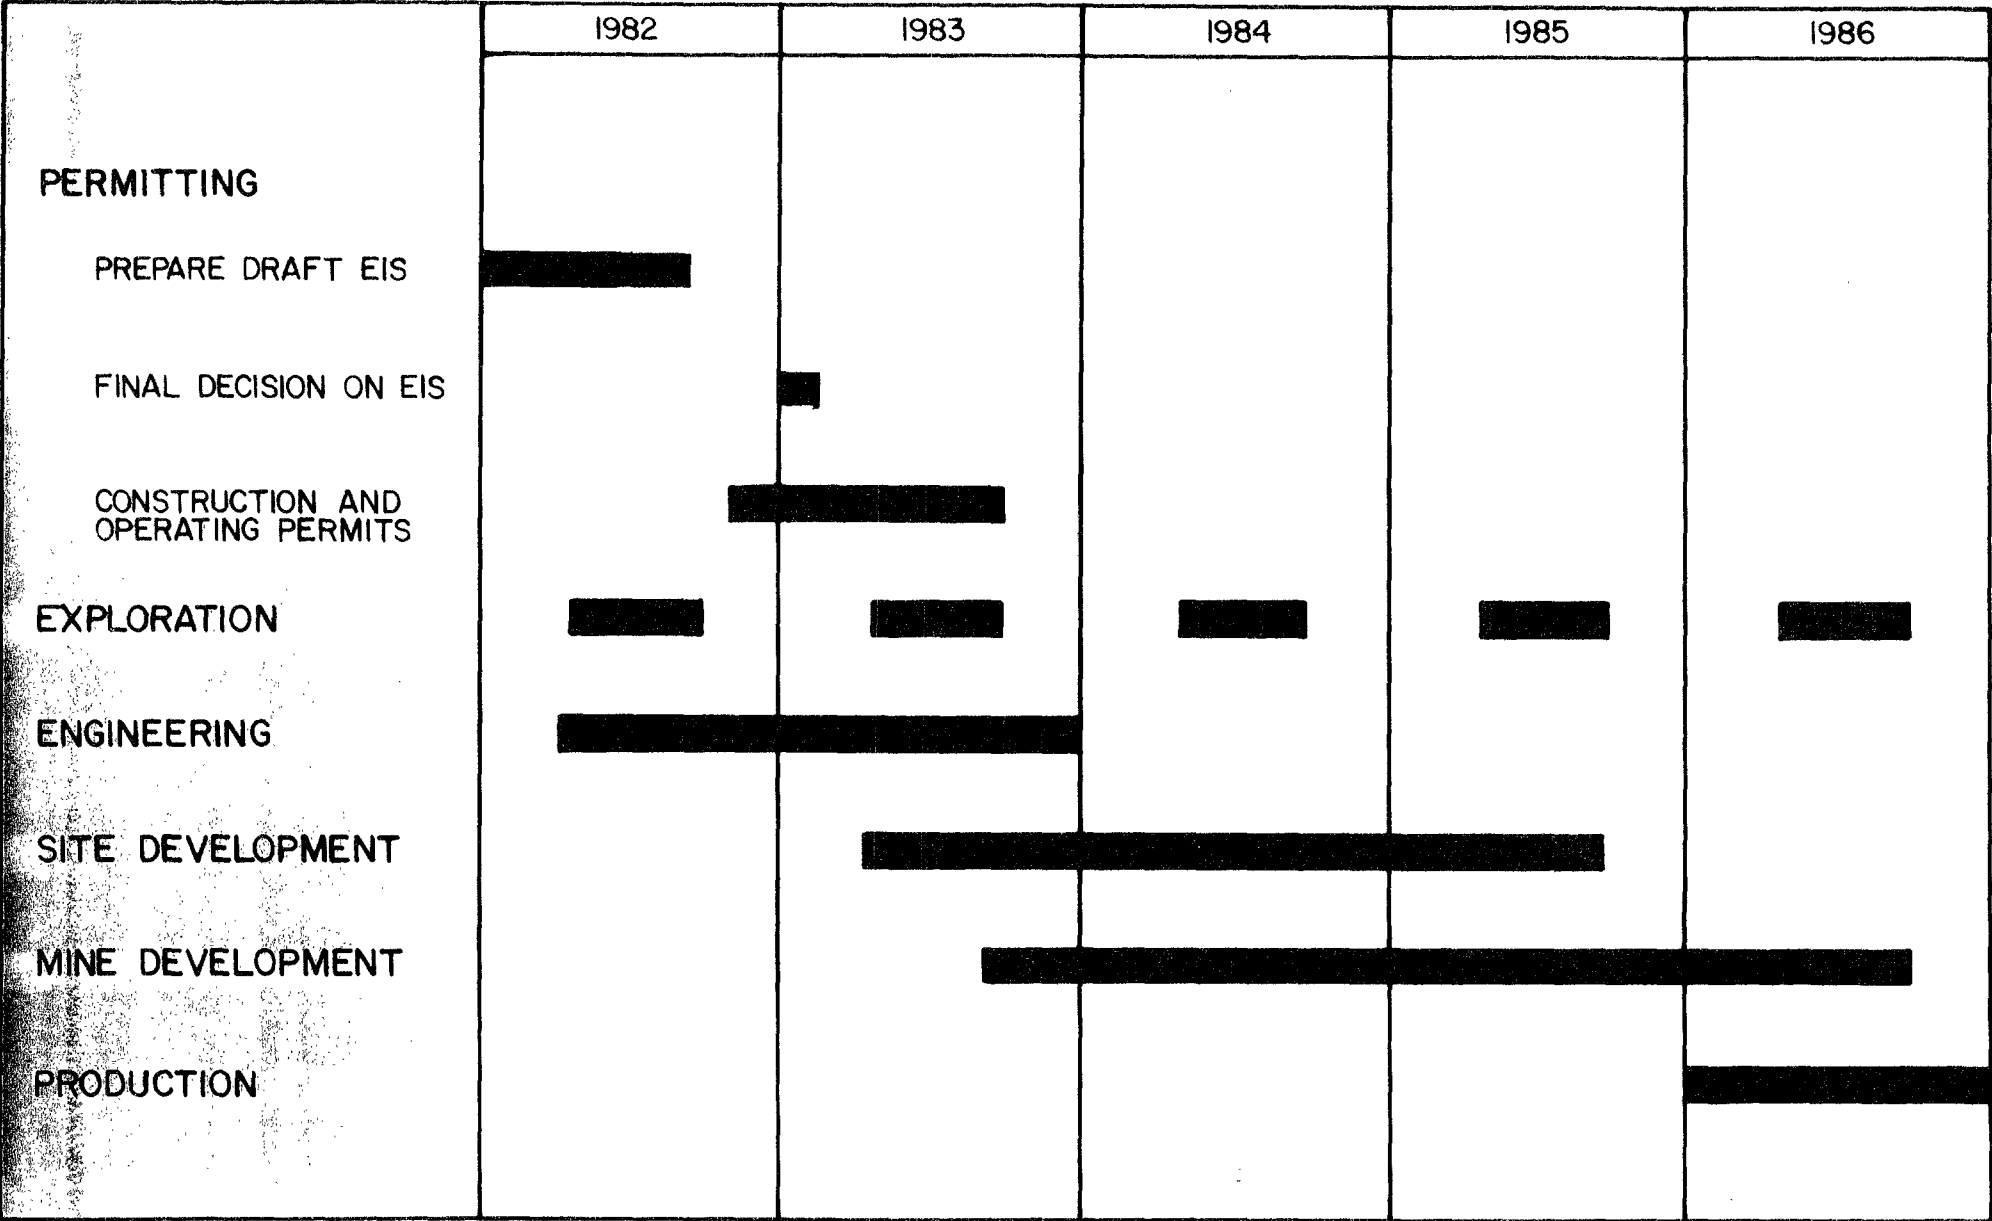 1982 1983 1984 1985 1986
PERMITTING
PREPARE DRAFT EIS
FINAL DECISION ON EIS
CONSTRUCTION AND
OPERATING PERMITS
EXPLORATION
ENGINEERING
SITE DEVELOPMENT
MINE DEVELOPMENT
PRODUCTION